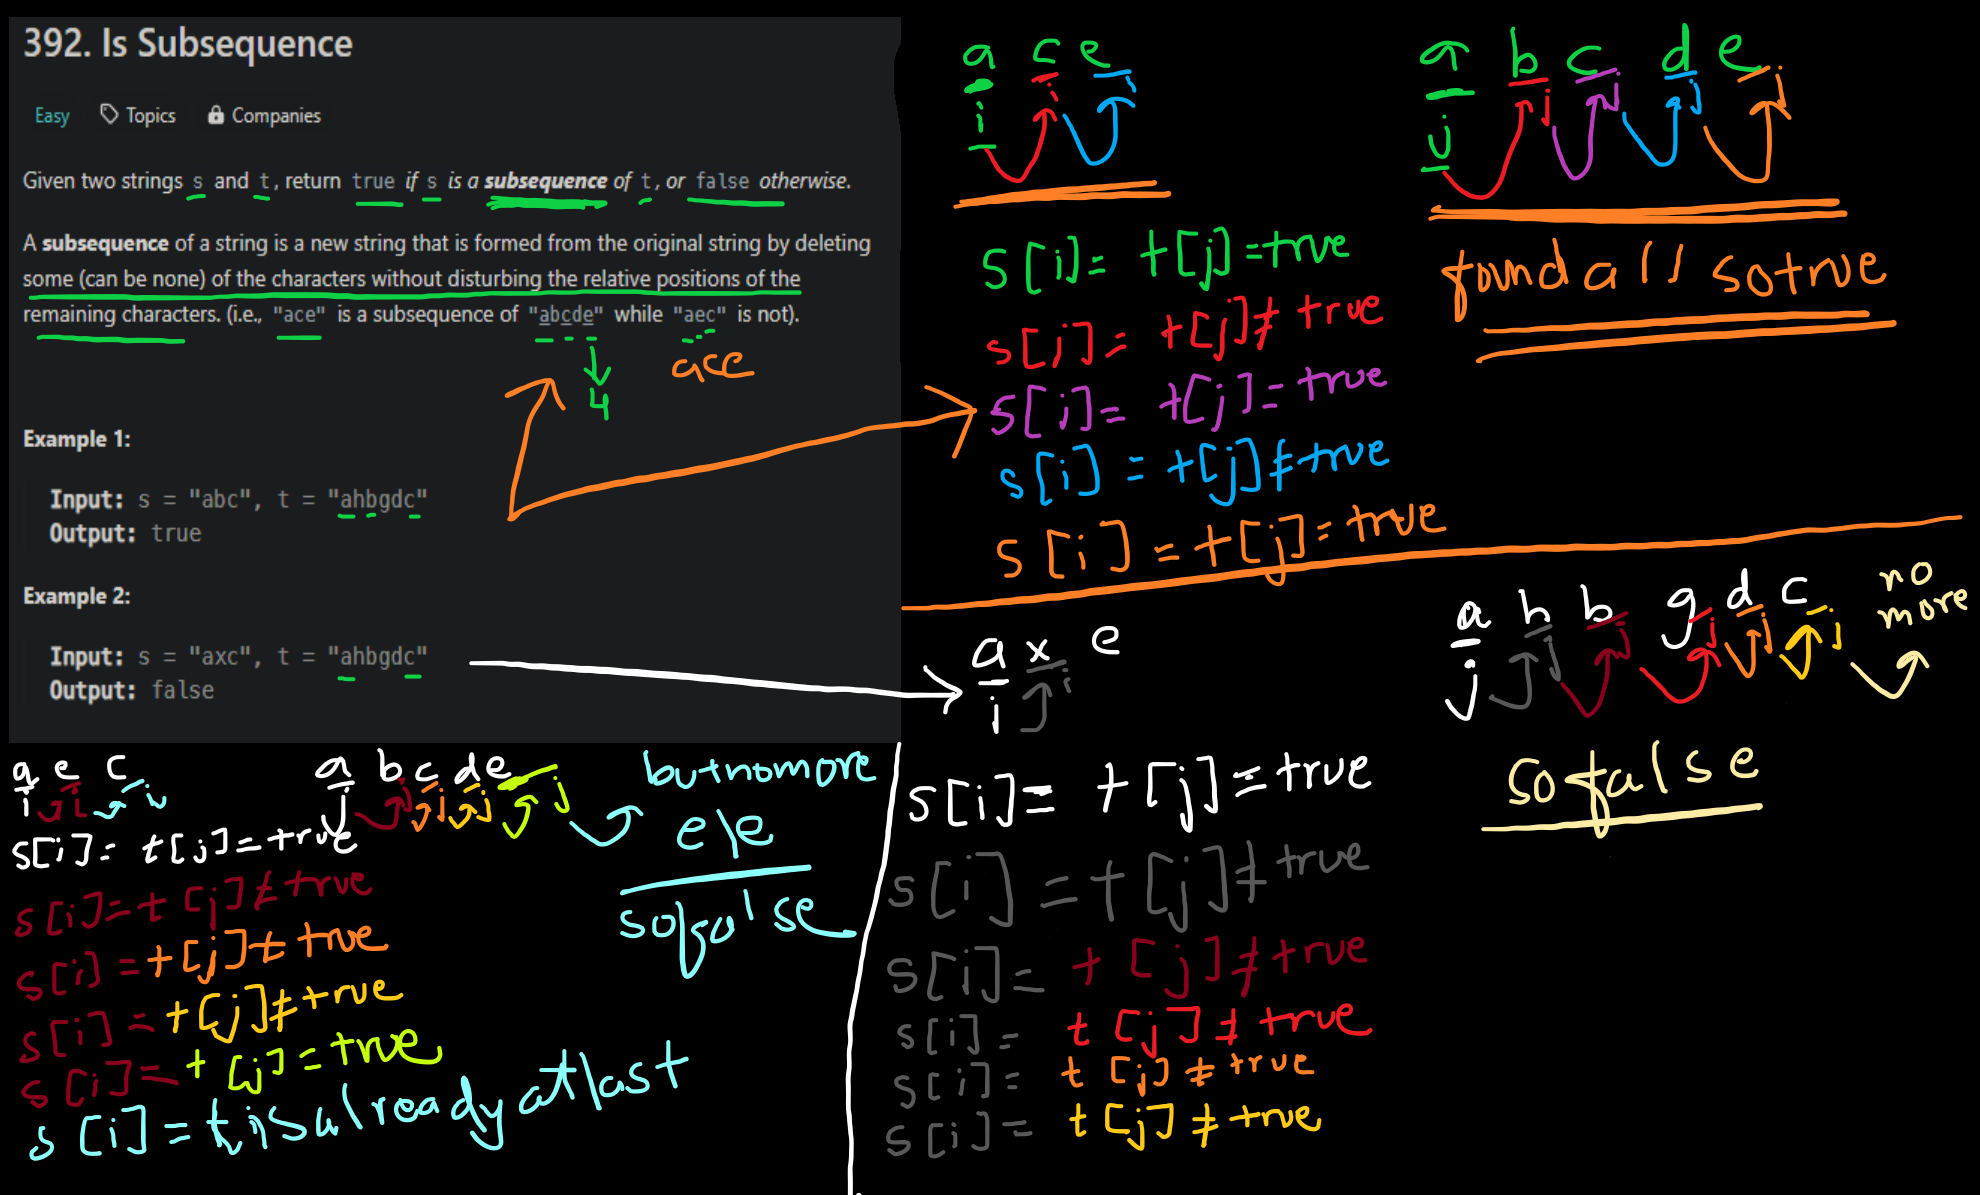 392. Is Subsequence
Easy Topics Companies
Given two strings s and t, return true if s is a subsequence of t, or false otherwise.
A subsequence of a string is a new string that is formed from the original string by deleting
some (can be none) of the characters without disturbing the relative positions of the
remaining characters. (i.e., "ace" is a subsequence of "abcde" while "aec" is not).
4
ace
Example 1:
Input: s = "abc", t = "ahbgdc"
Output: true
Example 2:
Input: s = "axc", t = "ahbgdc"
Output: false
a c e
i i i
a b c d e
j j j j j
s[i] = t[j] = true
s[i] = t[j] ≠ true
s[i] = t[j] = true
s[i] = t[j] ≠ true
s[i] = t[j] = true
found all so true
a x e
i i
a h b g d c
j j j j j j
no
more
s[i] = t[j] = true
s[i] = t[j] ≠ true
s[i] = t[j] ≠ true
s[i] = t[j] ≠ true
s[i] = t[j] ≠ true
s[i] = t[j] ≠ true
so false
a e c
i i i
a b c d e
j j j j j
but no more
ele
so false
s[i] = t[j] = true
s[i] = t[j] ≠ true
s[i] = t[j] ≠ true
s[i] = t[j] ≠ true
s[i] = t[j] = true
s[i] = t is already at last